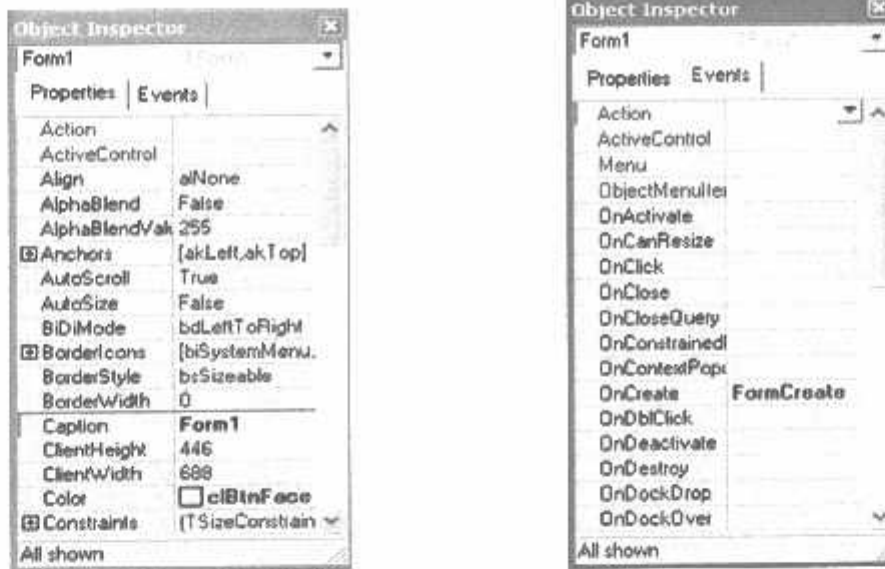 Object Inspector
Form1
Properties Events
Action
ActiveControl
Align alNone
AlphaBlend False
AlphaBlendVal 255
Anchors [akLeft,akTop]
AutoScroll True
AutoSize False
BiDiMode bdLeftToRight
BorderIcons [biSystemMenu,
BorderStyle bsSizeable
BorderWidth 0
Caption Form1
ClientHeight 446
ClientWidth 688
Color clBtnFace
Constraints (TSizeConstrain
All shown
Object Inspector
Form1
Properties Events
Action
ActiveControl
Menu
ObjectMenuIter
OnActivate
OnCanResize
OnClick
OnClose
OnCloseQuery
OnConstrainedI
OnContextPopu
OnCreate FormCreate
OnDblClick
OnDeactivate
OnDestroy
OnDockDrop
OnDockOver
All shown